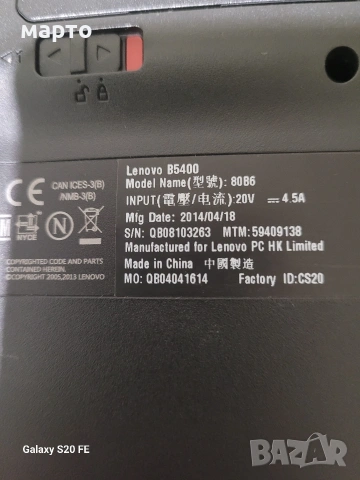 Марто
1
CE
CAN ICES-3(B)
/NMB-3(B)
NYCE
COPYRIGHTED CODE AND PARTS
CONTAINED HEREIN.
COPYRIGHT 2005,2013 LENOVO
Lenovo B5400
Model Name(型號): 80B6
INPUT(電壓/电流):20V ⎓ 4.5A
Mfg Date: 2014/04/18
S/N: QB08103263 MTM:59409138
Manufactured for Lenovo PC HK Limited
Made in China 中國製造
MO: QB04041614 Factory ID:CS20
Galaxy S20 FE
BAZAR